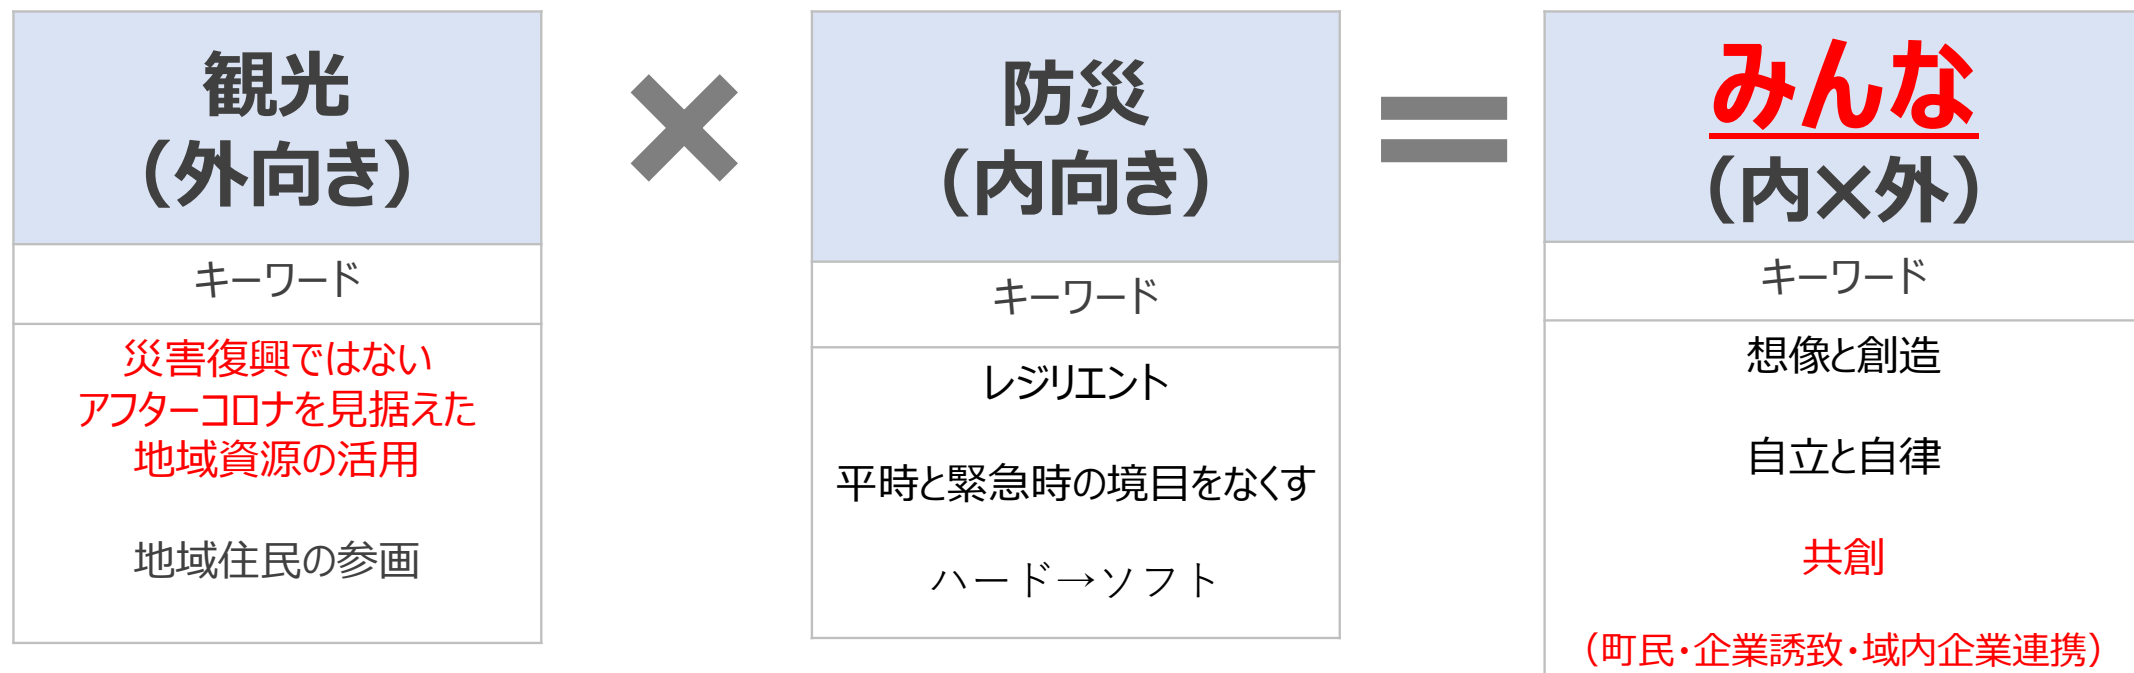 観光
（外向き）
キーワード
災害復興ではない
アフターコロナを見据えた
地域資源の活用
地域住民の参画
×
防災
（内向き）
キーワード
レジリエント
平時と緊急時の境目をなくす
ハード→ソフト
＝
みんな
（内×外）
キーワード
想像と創造
自立と自律
共創
（町民・企業誘致・域内企業連携）